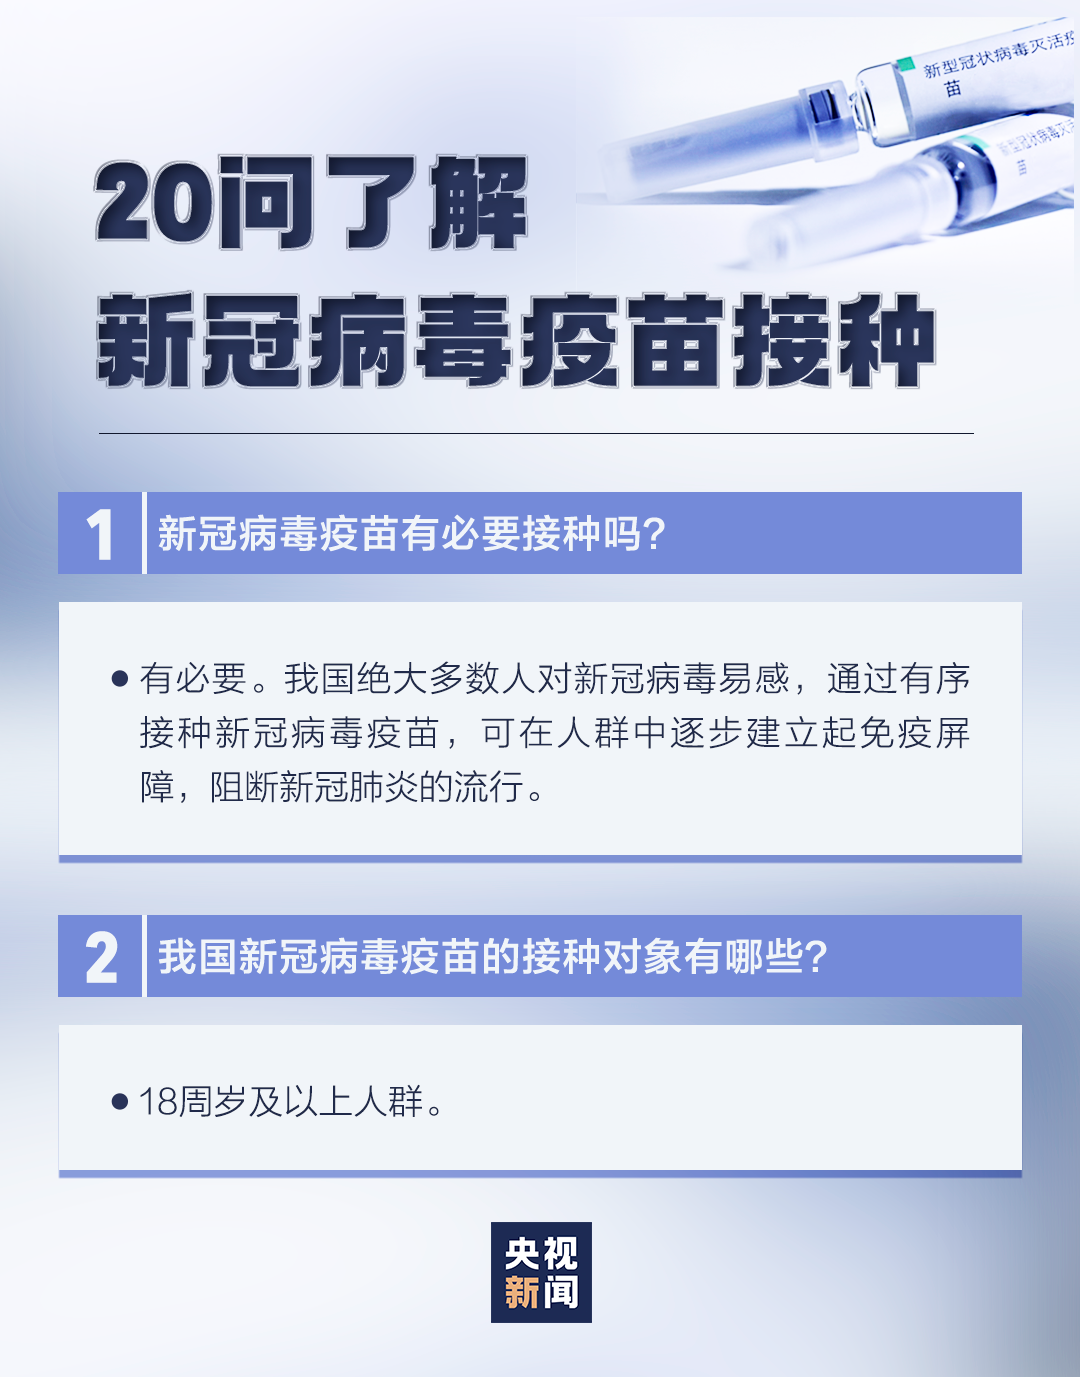 新型冠状病毒灭活疫
苗
新型冠状病毒灭活
苗
20问了解
新冠病毒疫苗接种
1 新冠病毒疫苗有必要接种吗？
●有必要。我国绝大多数人对新冠病毒易感，通过有序
接种新冠病毒疫苗，可在人群中逐步建立起免疫屏
障，阻断新冠肺炎的流行。
2 我国新冠病毒疫苗的接种对象有哪些？
●18周岁及以上人群。
央视
新闻